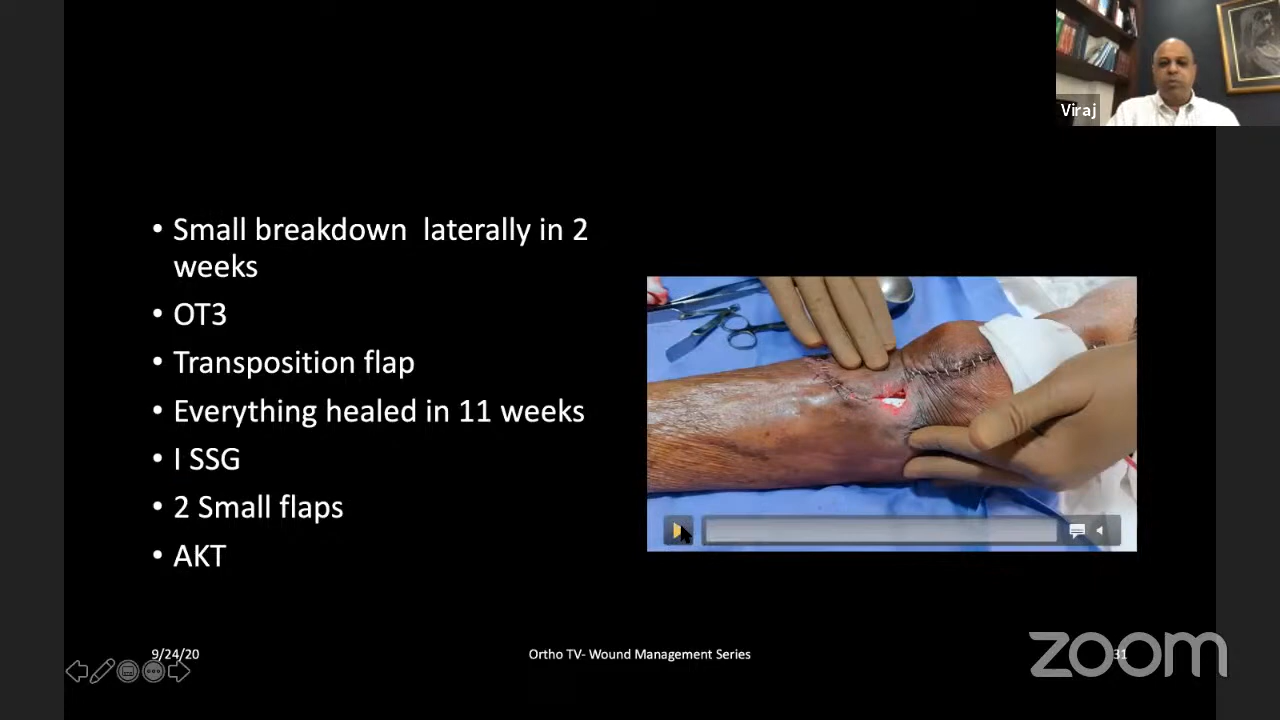 Viraj
• Small breakdown  laterally in 2
weeks
• OT3
• Transposition flap
• Everything healed in 11 weeks
• I SSG
• 2 Small flaps
• AKT
9/24/20
Ortho TV- Wound Management Series
31
zoom